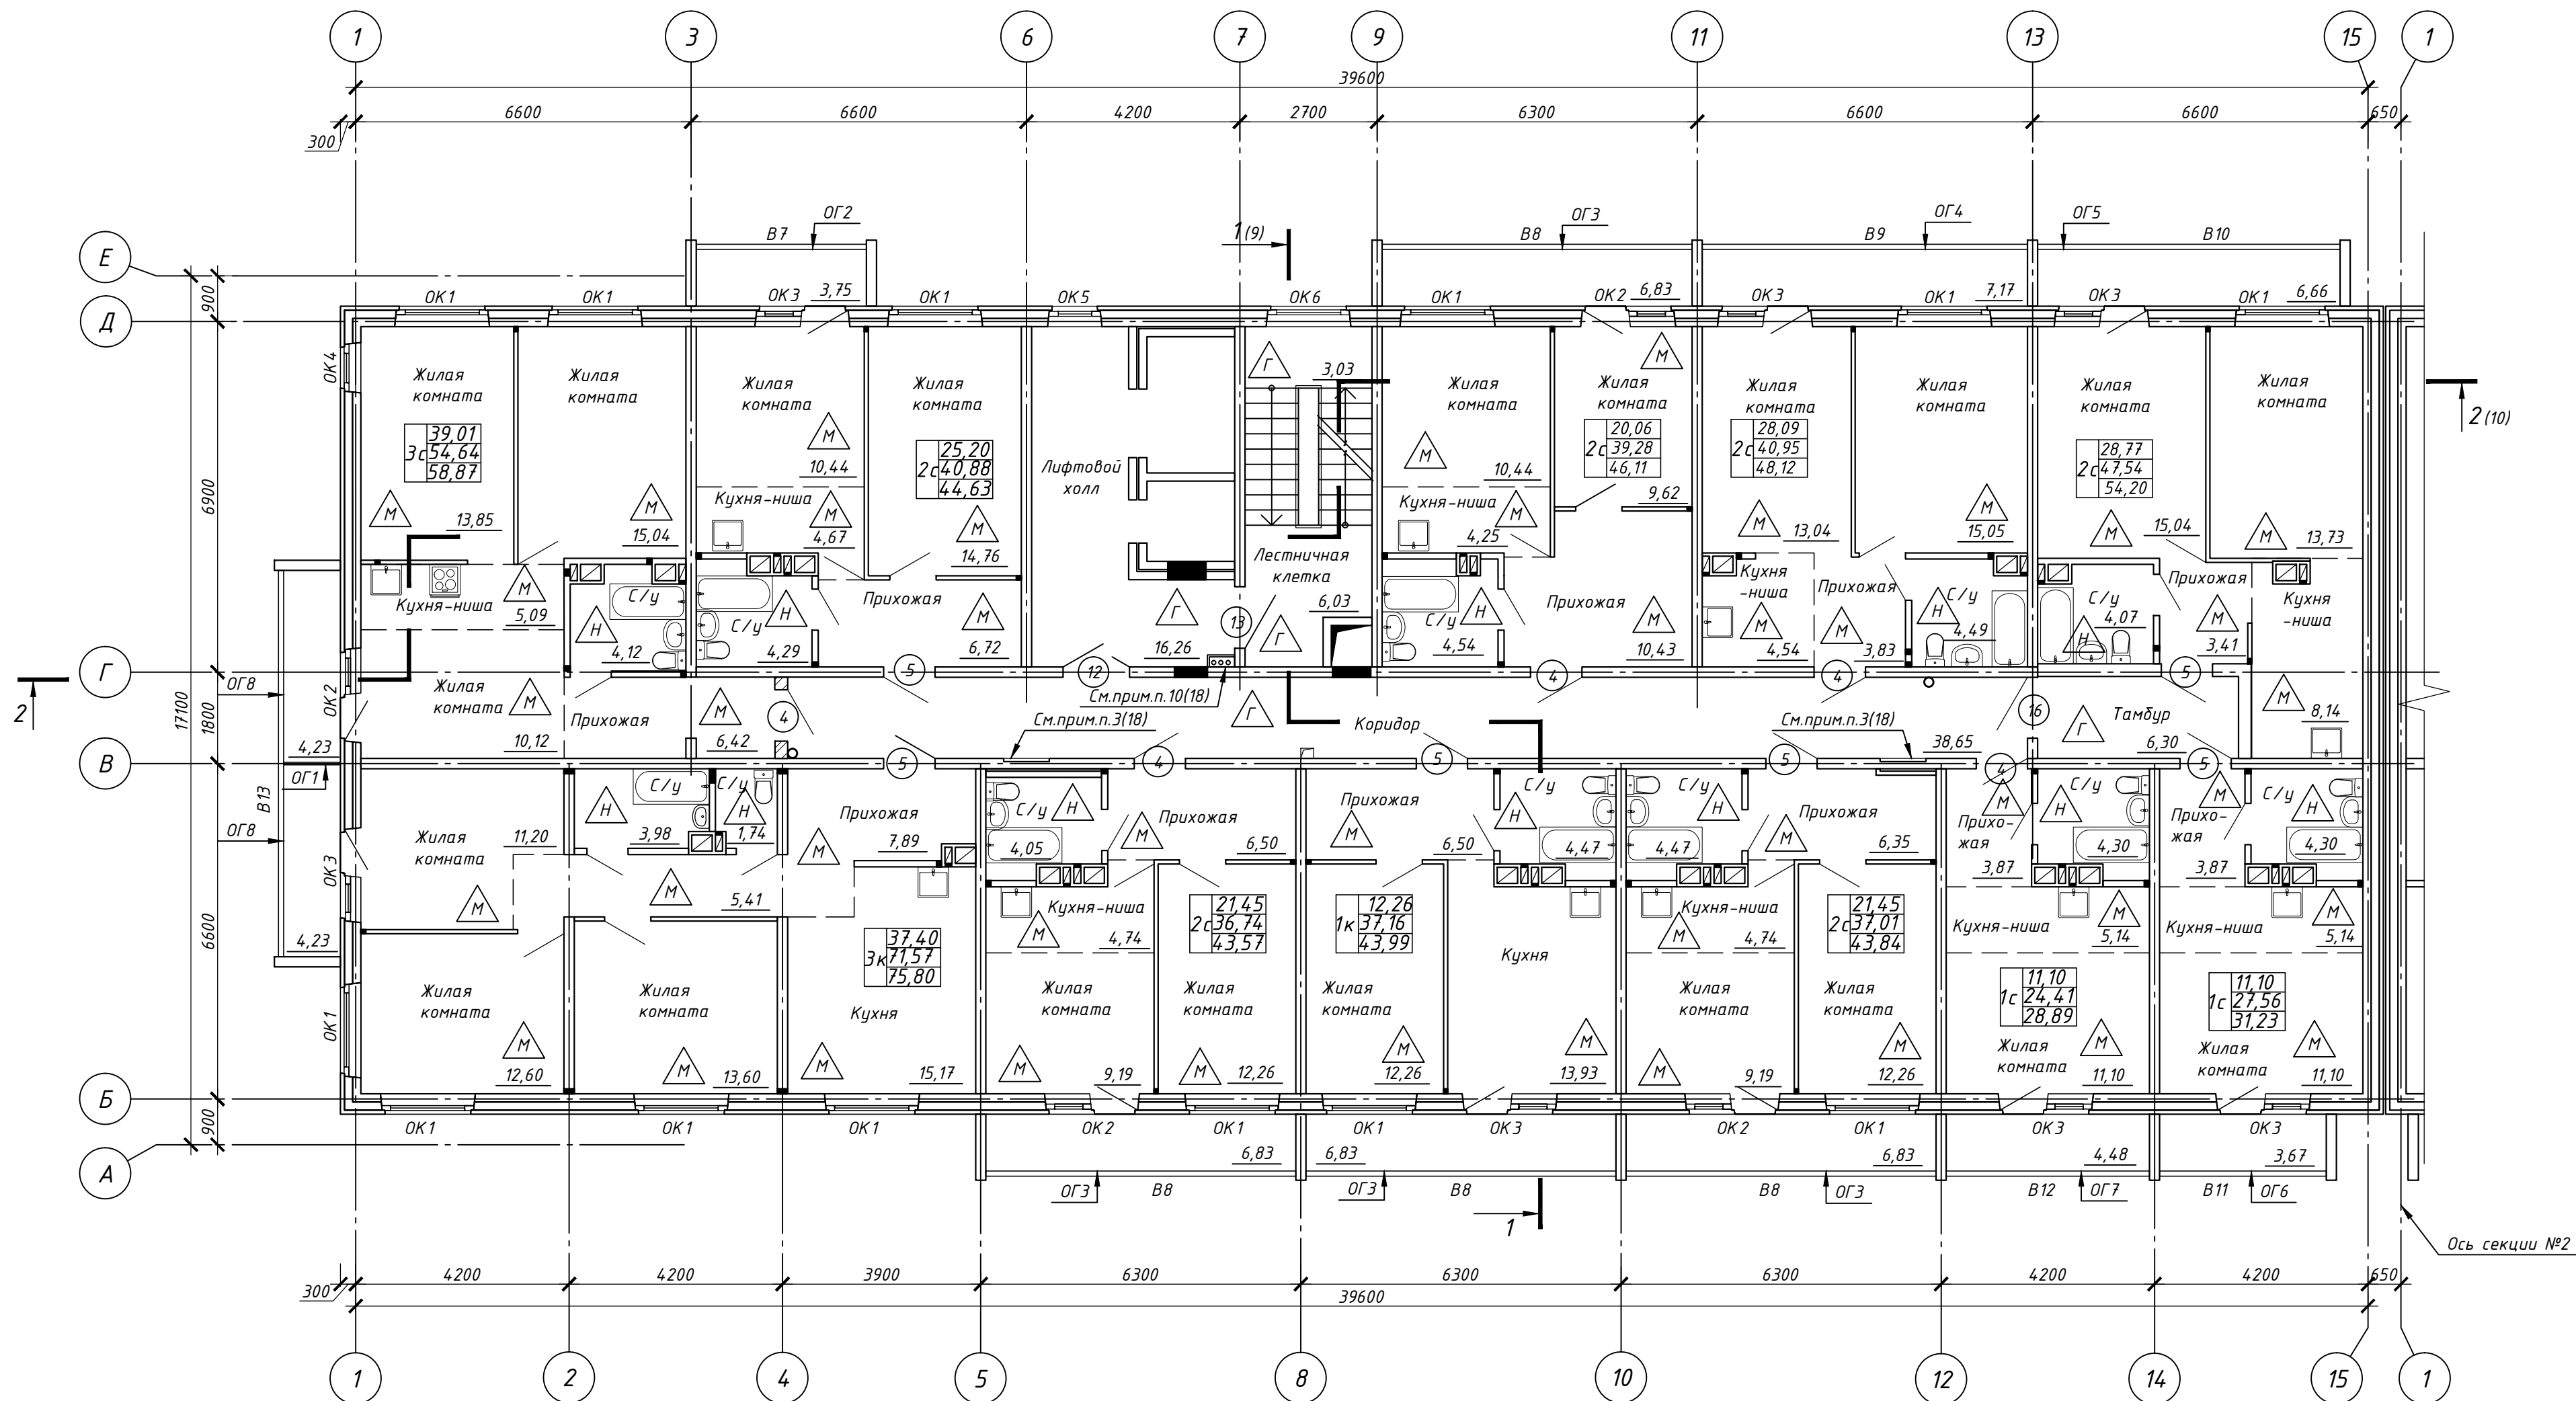 1 3 6 7 9 11 13 15 1
39600
6600 6600 4200 2700 6300 6600 6600 650
300
ОГ2 ОГ3 ОГ4 ОГ5
В7 1 (9) В8 В9 В10
Е
900
ОК1 ОК1 ОК3 3,75 ОК1 ОК5 ОК6 ОК1 ОК2 6,83 ОК3 ОК1 7,17 ОК3 ОК1 6,66
Д
ОК4
Г М
3,03
Жилая Жилая Жилая Жилая Жилая Жилая Жилая Жилая Жилая Жилая
комната комната комната комната комната комната комната комната комната комната
2 (10)
3с 39,01 54,64 58,87
2с 25,20 40,88 44,63
2с 20,06 39,28 46,11
2с 28,09 40,95 48,12
2с 28,77 47,54 54,20
М М
Лифтовой
холл
10,44 10,44
Кухня-ниша Кухня-ниша
6900
М М М М М М М М М
13,85 15,04 4,67 14,76 4,25 9,62 13,04 15,05 15,04 13,73
Лестничная
клетка
Кухня
-ниша
Прихожая
Прихожая
Кухня
-ниша
М
Кухня-ниша
5,09
С/у
Н
4,12
С/у
Н
4,29
Прихожая
М
6,72
Г
16,26
13
Г
6,03
С/у
Н
4,54
Прихожая
М
10,43
М
4,54
М
3,83
С/у
Н
4,49
С/у
Н
4,07
М
3,41
Г
5 12 4 4 5
См.прим.п.10(18)
2
17100
1800
ОГ8
ОК2
Жилая
комната
М
10,12
Прихожая
М
6,42
4
См.прим.п.3(18)
Г
Коридор
См.прим.п.3(18)
38,65
16
Г
Тамбур
6,30
М
8,14
4,23
ОГ1
В
5 4 5 5 4 5
В13
ОГ8
ОК3
4,23
6600
Жилая
комната
11,20
М
С/у
Н
3,98
С/у
Н
1,74
М
5,41
Прихожая
М
7,89
С/у
Н
4,05
Прихожая
М
6,50
Прихожая
М
6,50
С/у
Н
4,47
С/у
Н
4,47
Прихожая
М
6,35
Прихо-
жая
М
3,87
С/у
Н
4,30
Прихо-
жая
М
3,87
С/у
Н
4,30
3к 37,40 71,57 75,80
Кухня-ниша
М
4,74
2с 21,45 36,74 43,57
1к 12,26 37,16 43,99
Кухня-ниша
М
4,74
2с 21,45 37,01 43,84
Кухня-ниша
М
5,14
Кухня-ниша
М
5,14
1с 11,10 24,41 28,89
1с 11,10 27,56 31,23
ОК1
Жилая
комната
М
12,60
Жилая
комната
М
13,60
Кухня
М
15,17
Жилая
комната
М
9,19
Жилая
комната
М
12,26
Жилая
комната
М
12,26
Кухня
М
13,93
Жилая
комната
М
9,19
Жилая
комната
М
12,26
Жилая
комната
М
11,10
Жилая
комната
М
11,10
Б
900
ОК1 ОК1 ОК1 ОК2 ОК1 ОК1 ОК3 ОК2 ОК1 ОК3 ОК3
А
6,83 6,83 6,83 4,48 3,67
ОГ3 В8 ОГ3 В8 В8 ОГ3 В12 ОГ7 В11 ОГ6
1
Ось секции №2
300
4200 4200 3900 6300 6300 6300 4200 4200 650
39600
1 2 4 5 8 10 12 14 15 1